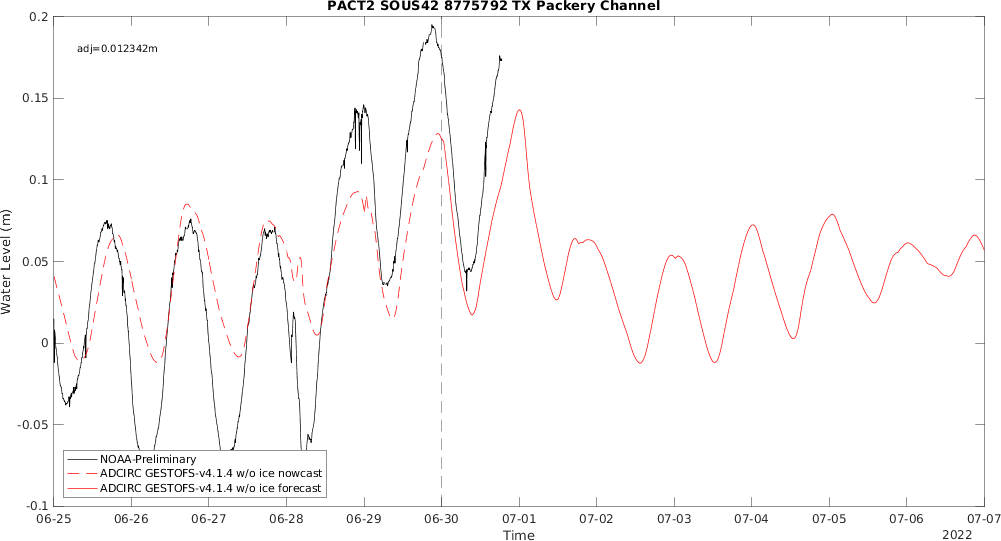 PACT2 SOUS42 8775792 TX Packery Channel
adj=0.012342m
0.2
0.15
0.1
0.05
0
-0.05
-0.1
Water Level (m)
NOAA-Preliminary
ADCIRC GESTOFS-v4.1.4 w/o ice nowcast
ADCIRC GESTOFS-v4.1.4 w/o ice forecast
06-25 06-26 06-27 06-28 06-29 06-30 07-01 07-02 07-03 07-04 07-05 07-06 07-07
Time
2022